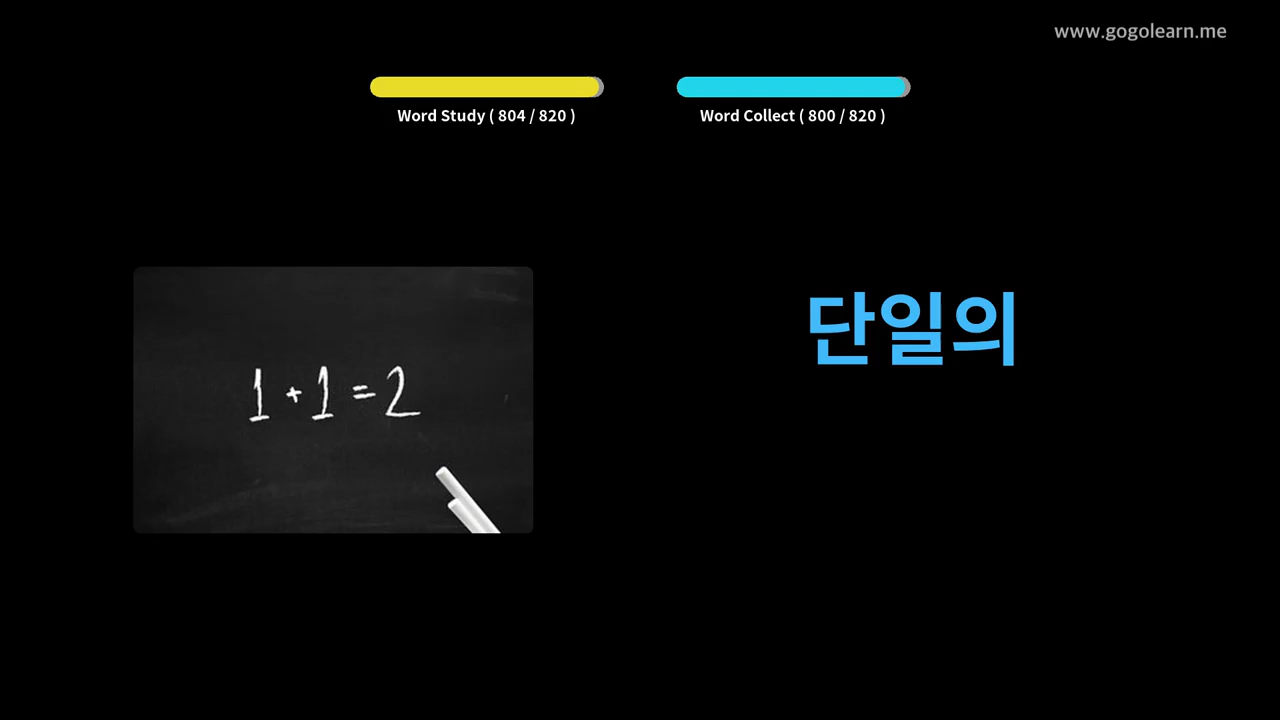 www.gogolearn.me
Word Study ( 804 / 820 )
Word Collect ( 800 / 820 )
단일의
1 + 1 = 2